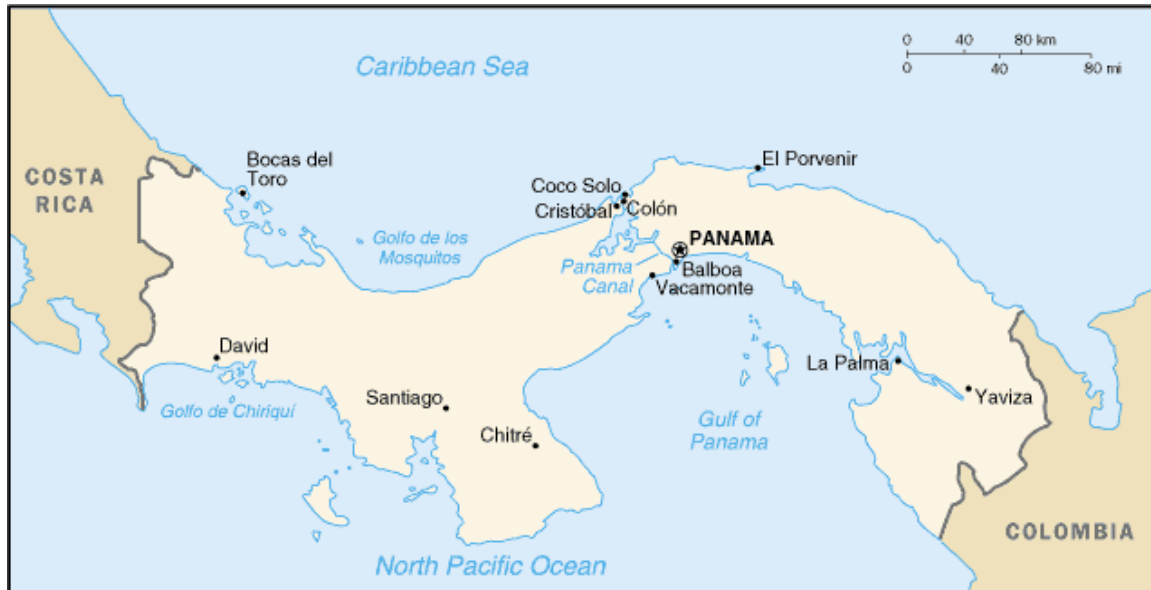 0 40 80 km
0 40 80 mi
Caribbean Sea
Bocas del
Toro
El Porvenir
COSTA
RICA
Coco Solo
Cristóbal
Colón
Golfo de los
Mosquitos
PANAMA
Panama
Canal
Balboa
Vacamonte
David
La Palma
Santiago
Golfo de Chiriquí
Yaviza
Gulf of
Panama
Chitré
COLOMBIA
North Pacific Ocean